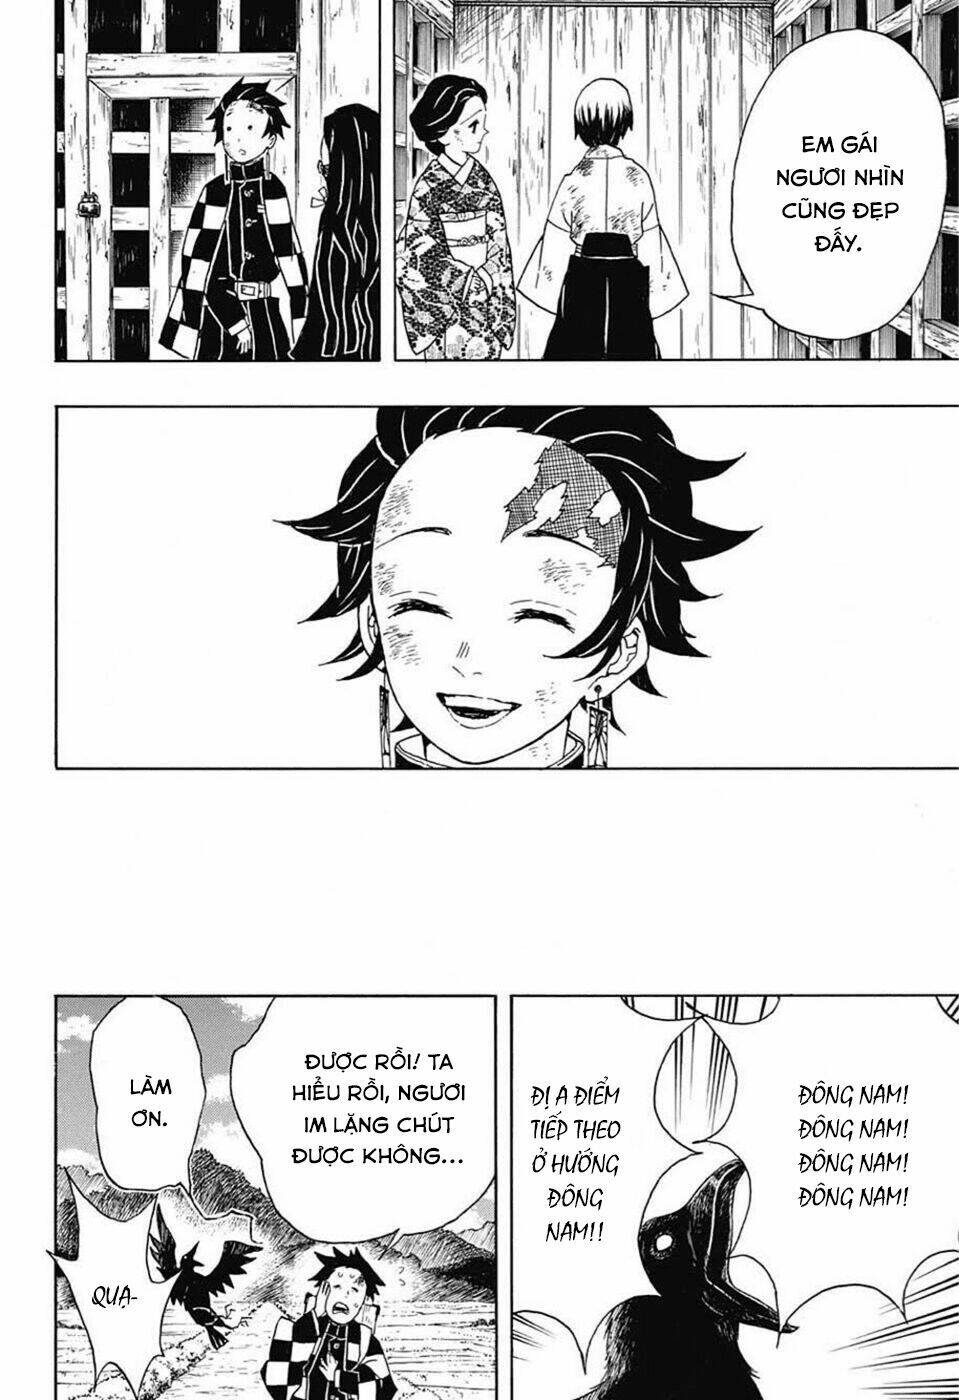 EM GÁI
NGƯƠI NHÌN
CŨNG ĐẸP
ĐẤY.
ĐÔNG NAM!
ĐÔNG NAM!
ĐÔNG NAM!
ĐÔNG NAM!
ĐỊA ĐIỂM
TIẾP THEO
Ở HƯỚNG
ĐÔNG
NAM!!
ĐƯỢC RỒI! TA
HIỂU RỒI, NGƯƠI
IM LẶNG CHÚT
ĐƯỢC KHÔNG...
LÀM
ƠN.
QUẠ-